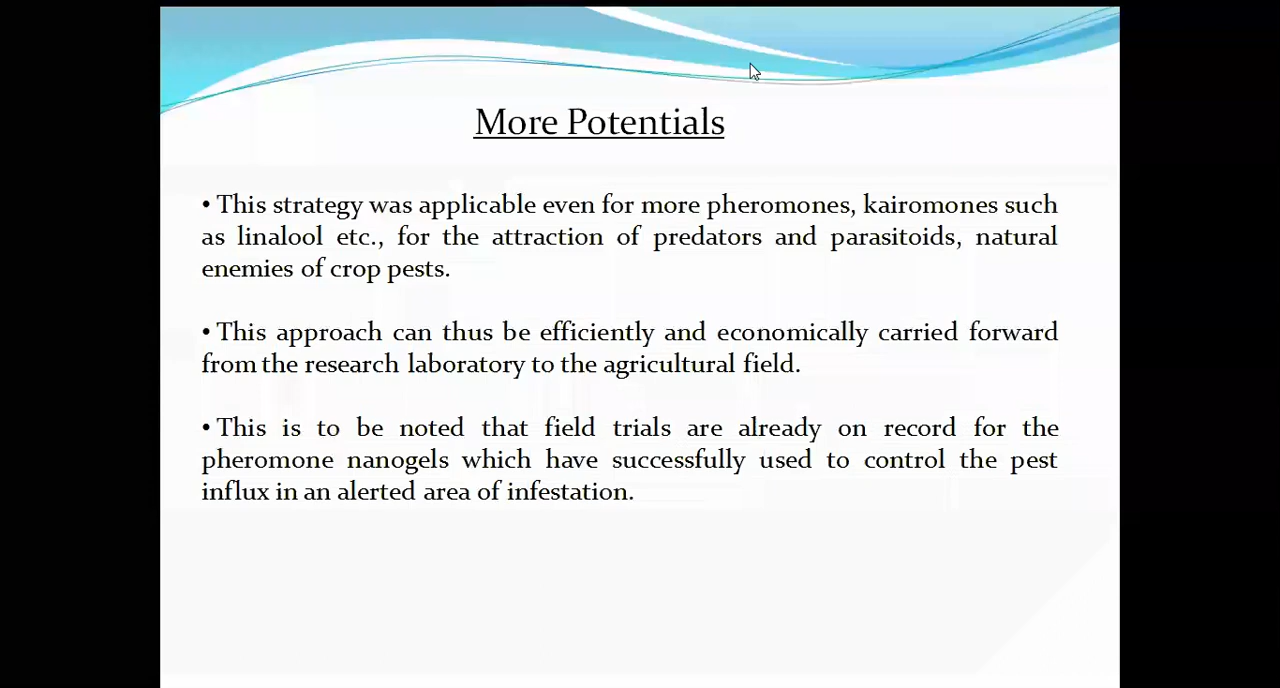 More Potentials
• This strategy was applicable even for more pheromones, kairomones such
as linalool etc., for the attraction of predators and parasitoids, natural
enemies of crop pests.
• This approach can thus be efficiently and economically carried forward
from the research laboratory to the agricultural field.
• This is to be noted that field trials are already on record for the
pheromone nanogels which have successfully used to control the pest
influx in an alerted area of infestation.